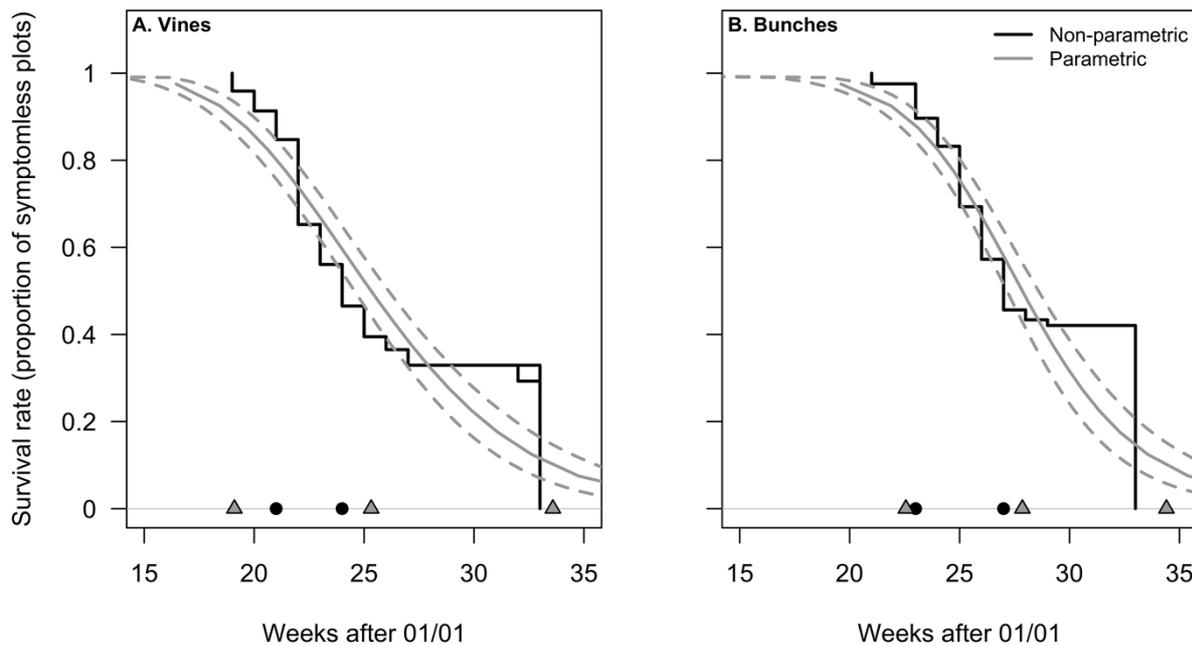 A. Vines
B. Bunches
Non-parametric
Parametric
Survival rate (proportion of symptomless plots)
1
0.8
0.6
0.4
0.2
0
15 20 25 30 35
15 20 25 30 35
Weeks after 01/01
Weeks after 01/01